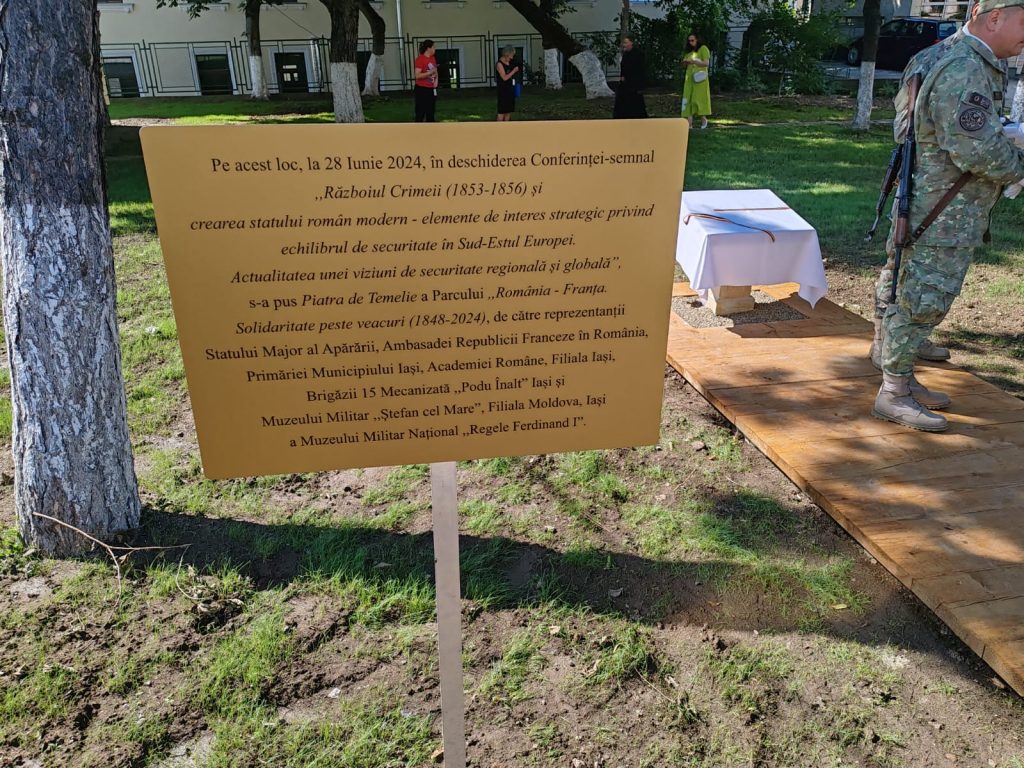 Pe acest loc, la 28 Iunie 2024, în deschiderea Conferinței-semnal
,,Războiul Crimeii (1853-1856) și
crearea statului român modern - elemente de interes strategic privind
echilibrul de securitate în Sud-Estul Europei.
Actualitatea unei viziuni de securitate regională și globală”,
s-a pus Piatra de Temelie a Parcului ,,România - Franța.
Solidaritate peste veacuri (1848-2024), de către reprezentanții
Statului Major al Apărării, Ambasadei Republicii Franceze în România,
Primăriei Municipiului Iași, Academiei Române, Filiala Iași,
Brigăzii 15 Mecanizată ,,Podu Înalt” Iași și
Muzeului Militar ,,Ștefan cel Mare”, Filiala Moldova, Iași
a Muzeului Militar Național ,,Regele Ferdinand I”.